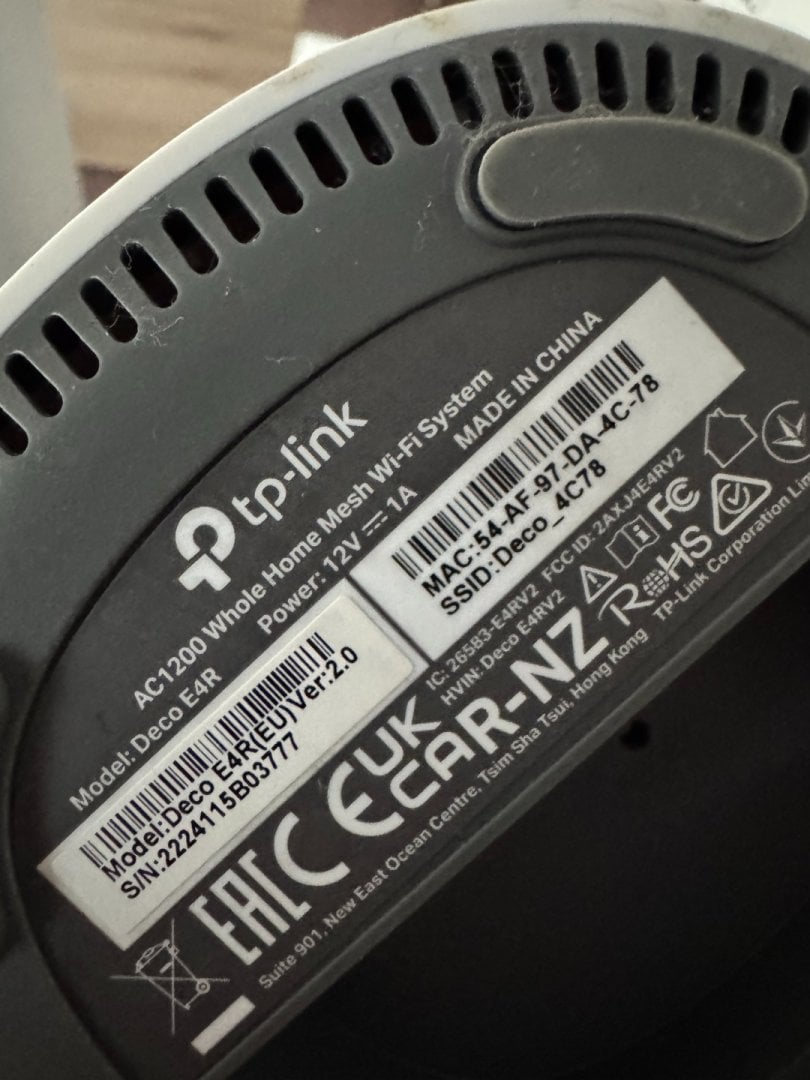 tp-link
AC1200 Whole Home Mesh Wi-Fi System
Model: Deco E4R
Power: 12V ⎓ 1A
MADE IN CHINA
Model:Deco E4R(EU)Ver:2.0
S/N:2224115B03777
MAC:54-AF-97-DA-4C-78
SSID:Deco_4C78
IC: 26583-E4RV2 FCC ID: 2AXJ4E4RV2
HVIN: Deco E4RV2
FC
EAC CE UK CA R-NZ RoHS
TP-Link Corporation
Suite 901, New East Ocean Centre, Tsim Sha Tsui, Hong Kong